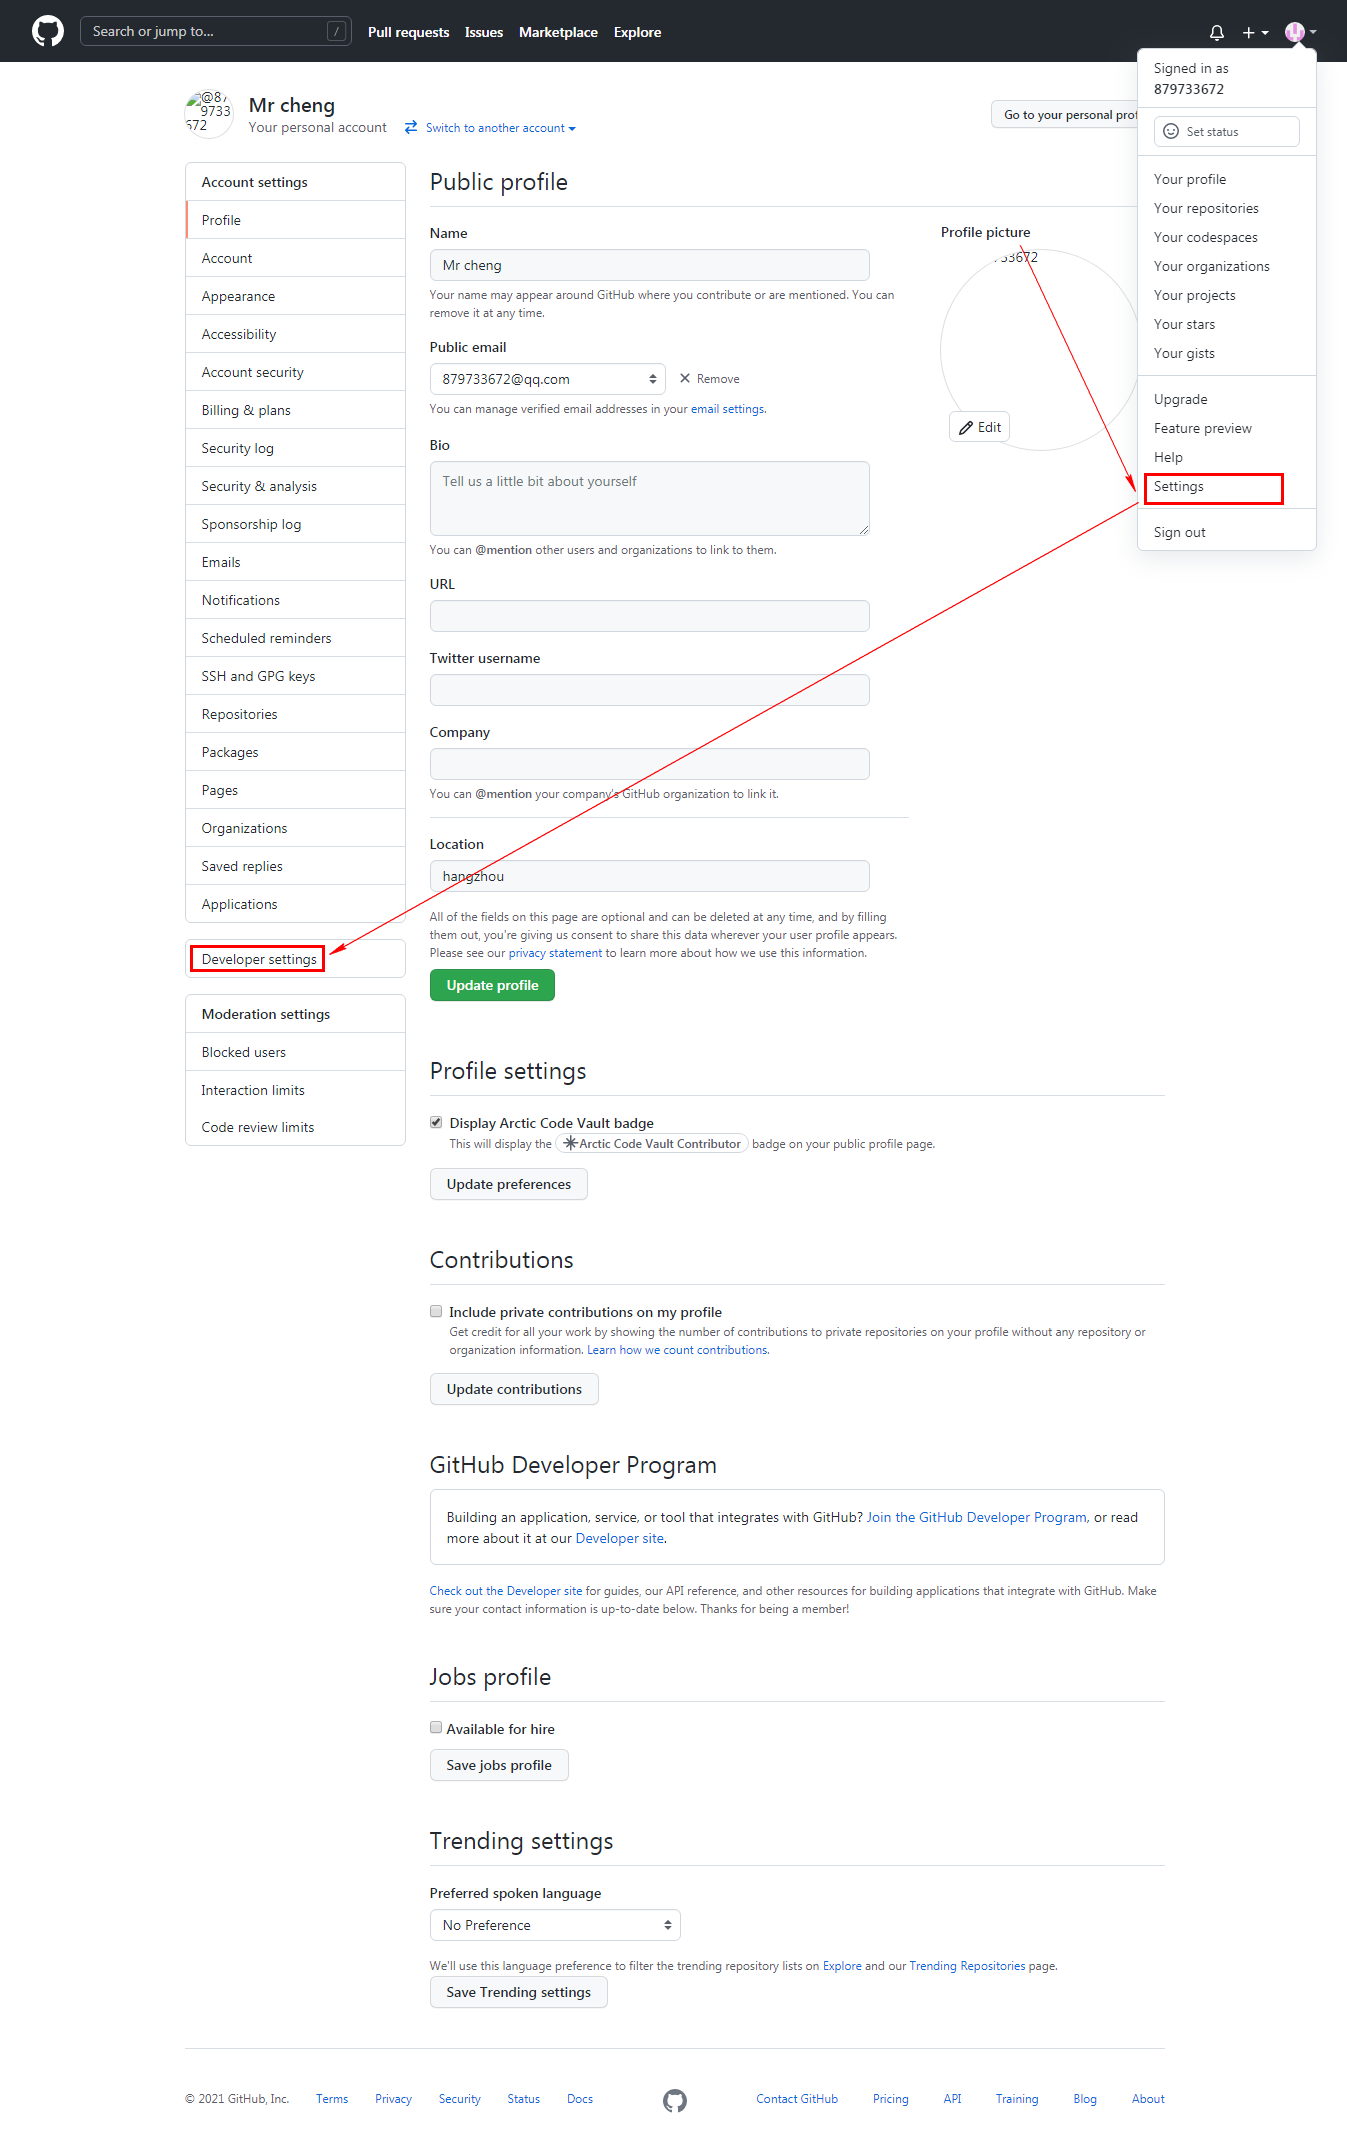 Search or jump to...
/
Pull requests
Issues
Marketplace
Explore
Signed in as
879733672
Set status
Your profile
Your repositories
Your codespaces
Your organizations
Your projects
Your stars
Your gists
Upgrade
Feature preview
Help
Settings
Sign out
Mr cheng
Your personal account
Switch to another account
Go to your personal
Account settings
Profile
Account
Appearance
Accessibility
Account security
Billing & plans
Security log
Security & analysis
Sponsorship log
Emails
Notifications
Scheduled reminders
SSH and GPG keys
Repositories
Packages
Pages
Organizations
Saved replies
Applications
Developer settings
Moderation settings
Blocked users
Interaction limits
Code review limits
Public profile
Name
Mr cheng
Your name may appear around GitHub where you contribute or are mentioned. You can
remove it at any time.
Public email
879733672@qq.com
Remove
You can manage verified email addresses in your email settings.
Bio
Tell us a little bit about yourself
You can @mention other users and organizations to link to them.
URL
Twitter username
Company
You can @mention your company's GitHub organization to link it.
Location
hangzhou
All of the fields on this page are optional and can be deleted at any time, and by filling
them out, you're giving us consent to share this data wherever your user profile appears.
Please see our privacy statement to learn more about how we use this information.
Update profile
Profile picture
Edit
Profile settings
Display Arctic Code Vault badge
This will display the Arctic Code Vault Contributor badge on your public profile page.
Update preferences
Contributions
Include private contributions on my profile
Get credit for all your work by showing the number of contributions to private repositories on your profile without any repository or
organization information. Learn how we count contributions.
Update contributions
GitHub Developer Program
Building an application, service, or tool that integrates with GitHub? Join the GitHub Developer Program, or read
more about it at our Developer site.
Check out the Developer site for guides, our API reference, and other resources for building applications that integrate with GitHub. Make
sure your contact information is up-to-date below. Thanks for being a member!
Jobs profile
Available for hire
Save jobs profile
Trending settings
Preferred spoken language
No Preference
We'll use this language preference to filter the trending repository lists on Explore and our Trending Repositories page.
Save Trending settings
© 2021 GitHub, Inc.
Terms
Privacy
Security
Status
Docs
Contact GitHub
Pricing
API
Training
Blog
About